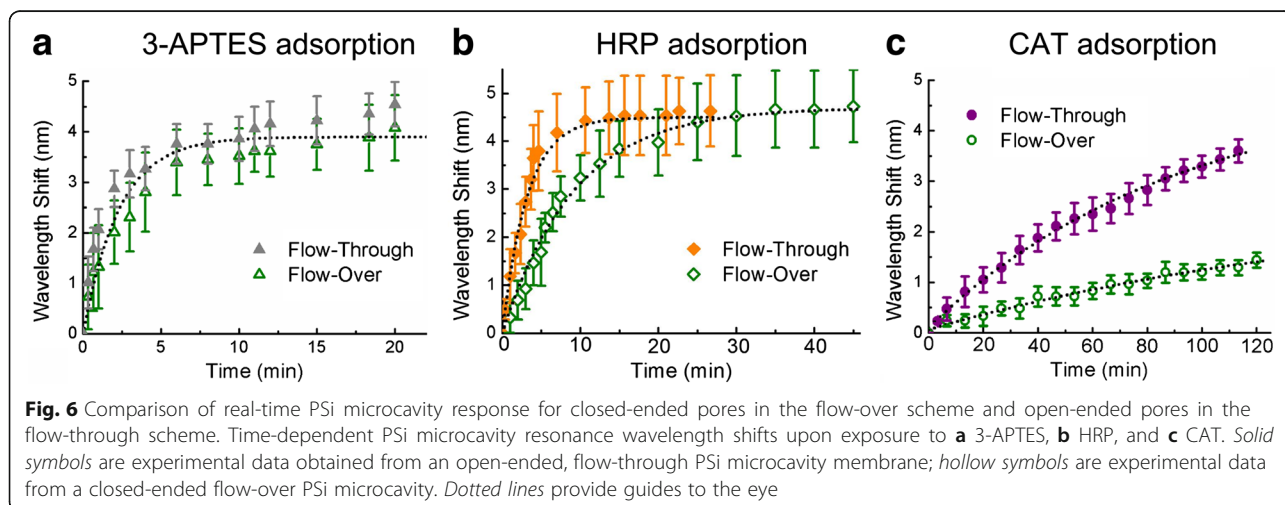 a 3-APTES adsorption
b HRP adsorption
c CAT adsorption
Wavelength Shift (nm)
5
4
3
2
1
0
Flow-Through
Flow-Over
0 5 10 15 20
Time (min)
Wavelength Shift (nm)
5
4
3
2
1
0
Flow-Through
Flow-Over
0 10 20 30 40
Time (min)
Wavelength Shift (nm)
5
4
3
2
1
0
Flow-Through
Flow-Over
0 20 40 60 80 100 120
Time (min)
Fig. 6 Comparison of real-time PSi microcavity response for closed-ended pores in the flow-over scheme and open-ended pores in the
flow-through scheme. Time-dependent PSi microcavity resonance wavelength shifts upon exposure to a 3-APTES, b HRP, and c CAT. Solid
symbols are experimental data obtained from an open-ended, flow-through PSi microcavity membrane; hollow symbols are experimental data
from a closed-ended flow-over PSi microcavity. Dotted lines provide guides to the eye